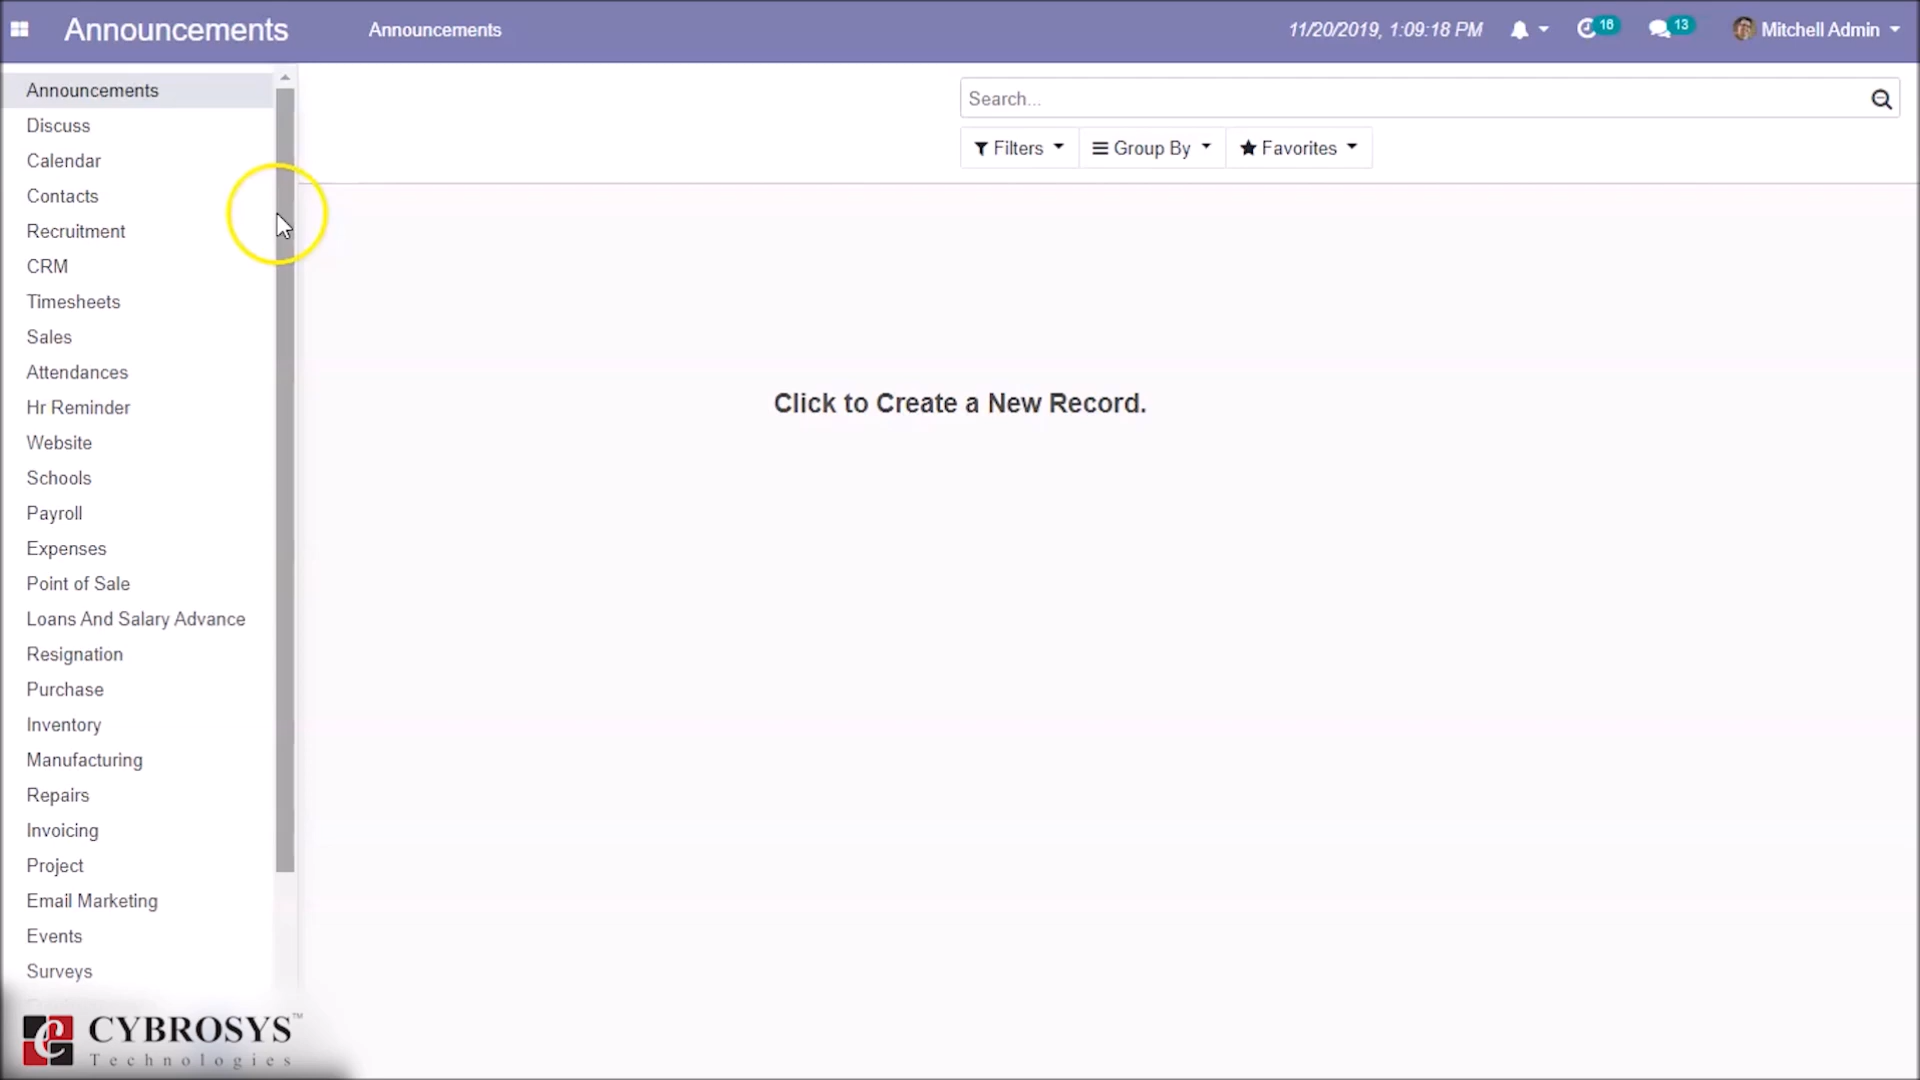 Announcements
Announcements
11/20/2019, 1:09:18 PM
16
13
Mitchell Admin
Search...
Filters
Group By
Favorites
Announcements
Discuss
Calendar
Contacts
Recruitment
CRM
Timesheets
Sales
Attendances
Hr Reminder
Website
Schools
Payroll
Expenses
Point of Sale
Loans And Salary Advance
Resignation
Purchase
Inventory
Manufacturing
Repairs
Invoicing
Project
Email Marketing
Events
Surveys
Click to Create a New Record.
CYBROSYS™
Technologies